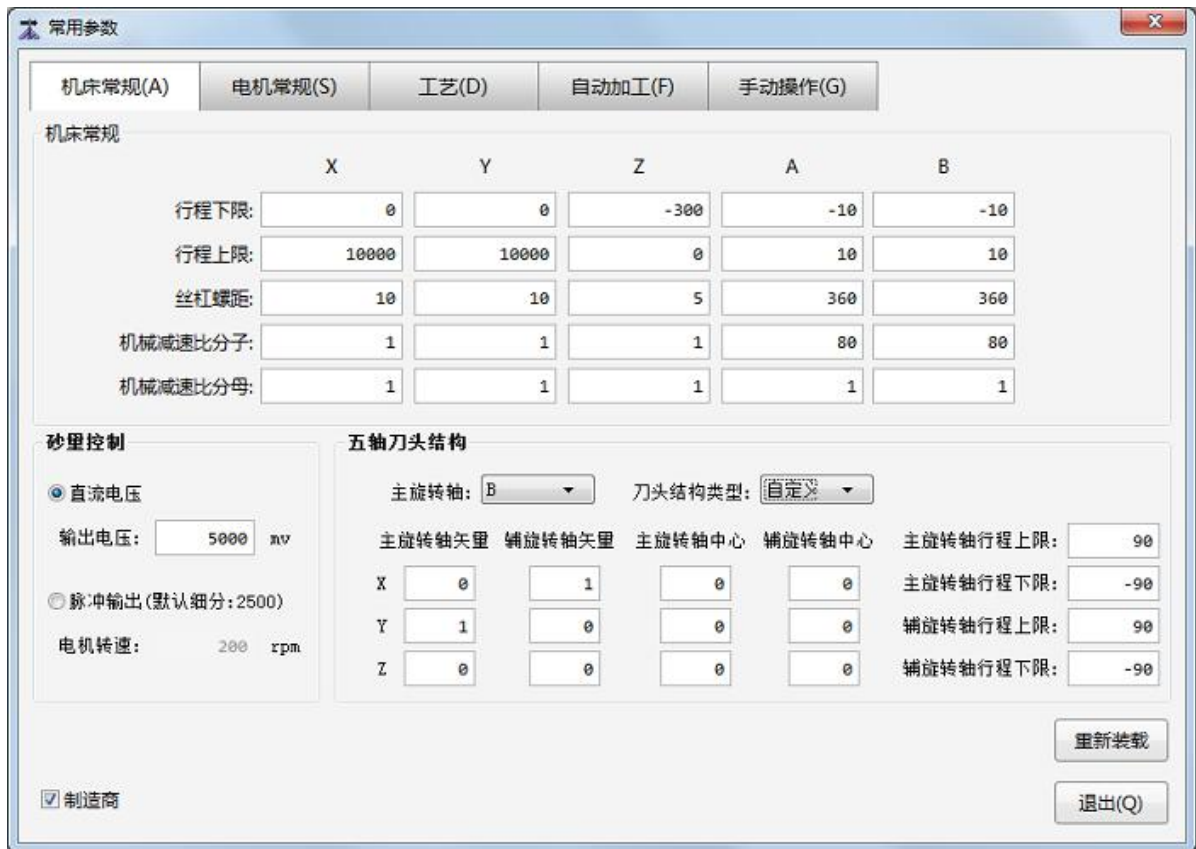 常用参数
机床常规(A) 电机常规(S) 工艺(D) 自动加工(F) 手动操作(G)
机床常规
X Y Z A B
行程下限: 0 0 -300 -10 -10
行程上限: 10000 10000 0 10 10
丝杠螺距: 10 10 5 360 360
机械减速比分子: 1 1 1 80 80
机械减速比分母: 1 1 1 1 1
砂量控制
直流电压
输出电压: 5000 mv
脉冲输出(默认细分:2500)
电机转速: 200 rpm
五轴刀头结构
主旋转轴: B 刀头结构类型: 自定义
主旋转轴矢量 辅旋转轴矢量 主旋转轴中心 辅旋转轴中心
X 0 1 0 0
Y 1 0 0 0
Z 0 0 0 0
主旋转轴行程上限: 90
主旋转轴行程下限: -90
辅旋转轴行程上限: 90
辅旋转轴行程下限: -90
重新装载
制造商
退出(Q)